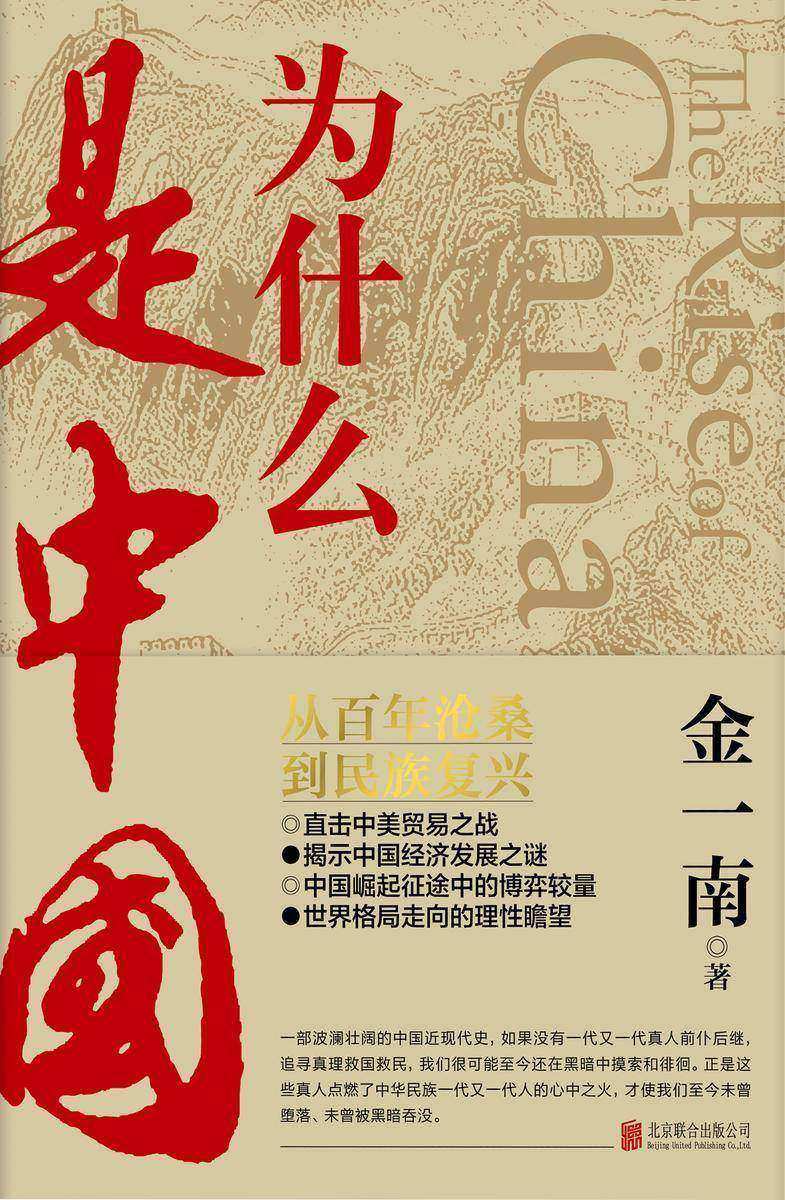 为什么
是中國
The Rise of
China
从百年沧桑
到民族复兴
◎直击中美贸易之战
●揭示中国经济发展之谜
◎中国崛起征途中的博弈较量
●世界格局走向的理性瞻望
金一南◎著
一部波澜壮阔的中国近现代史，如果没有一代又一代真人前仆后继，
追寻真理救国救民，我们很可能至今还在黑暗中摸索和徘徊。正是这
些真人点燃了中华民族一代又一代人的心中之火，才使我们至今未曾
堕落、未曾被黑暗吞没。
北京联合出版公司
Beijing United Publishing Co.,Ltd.